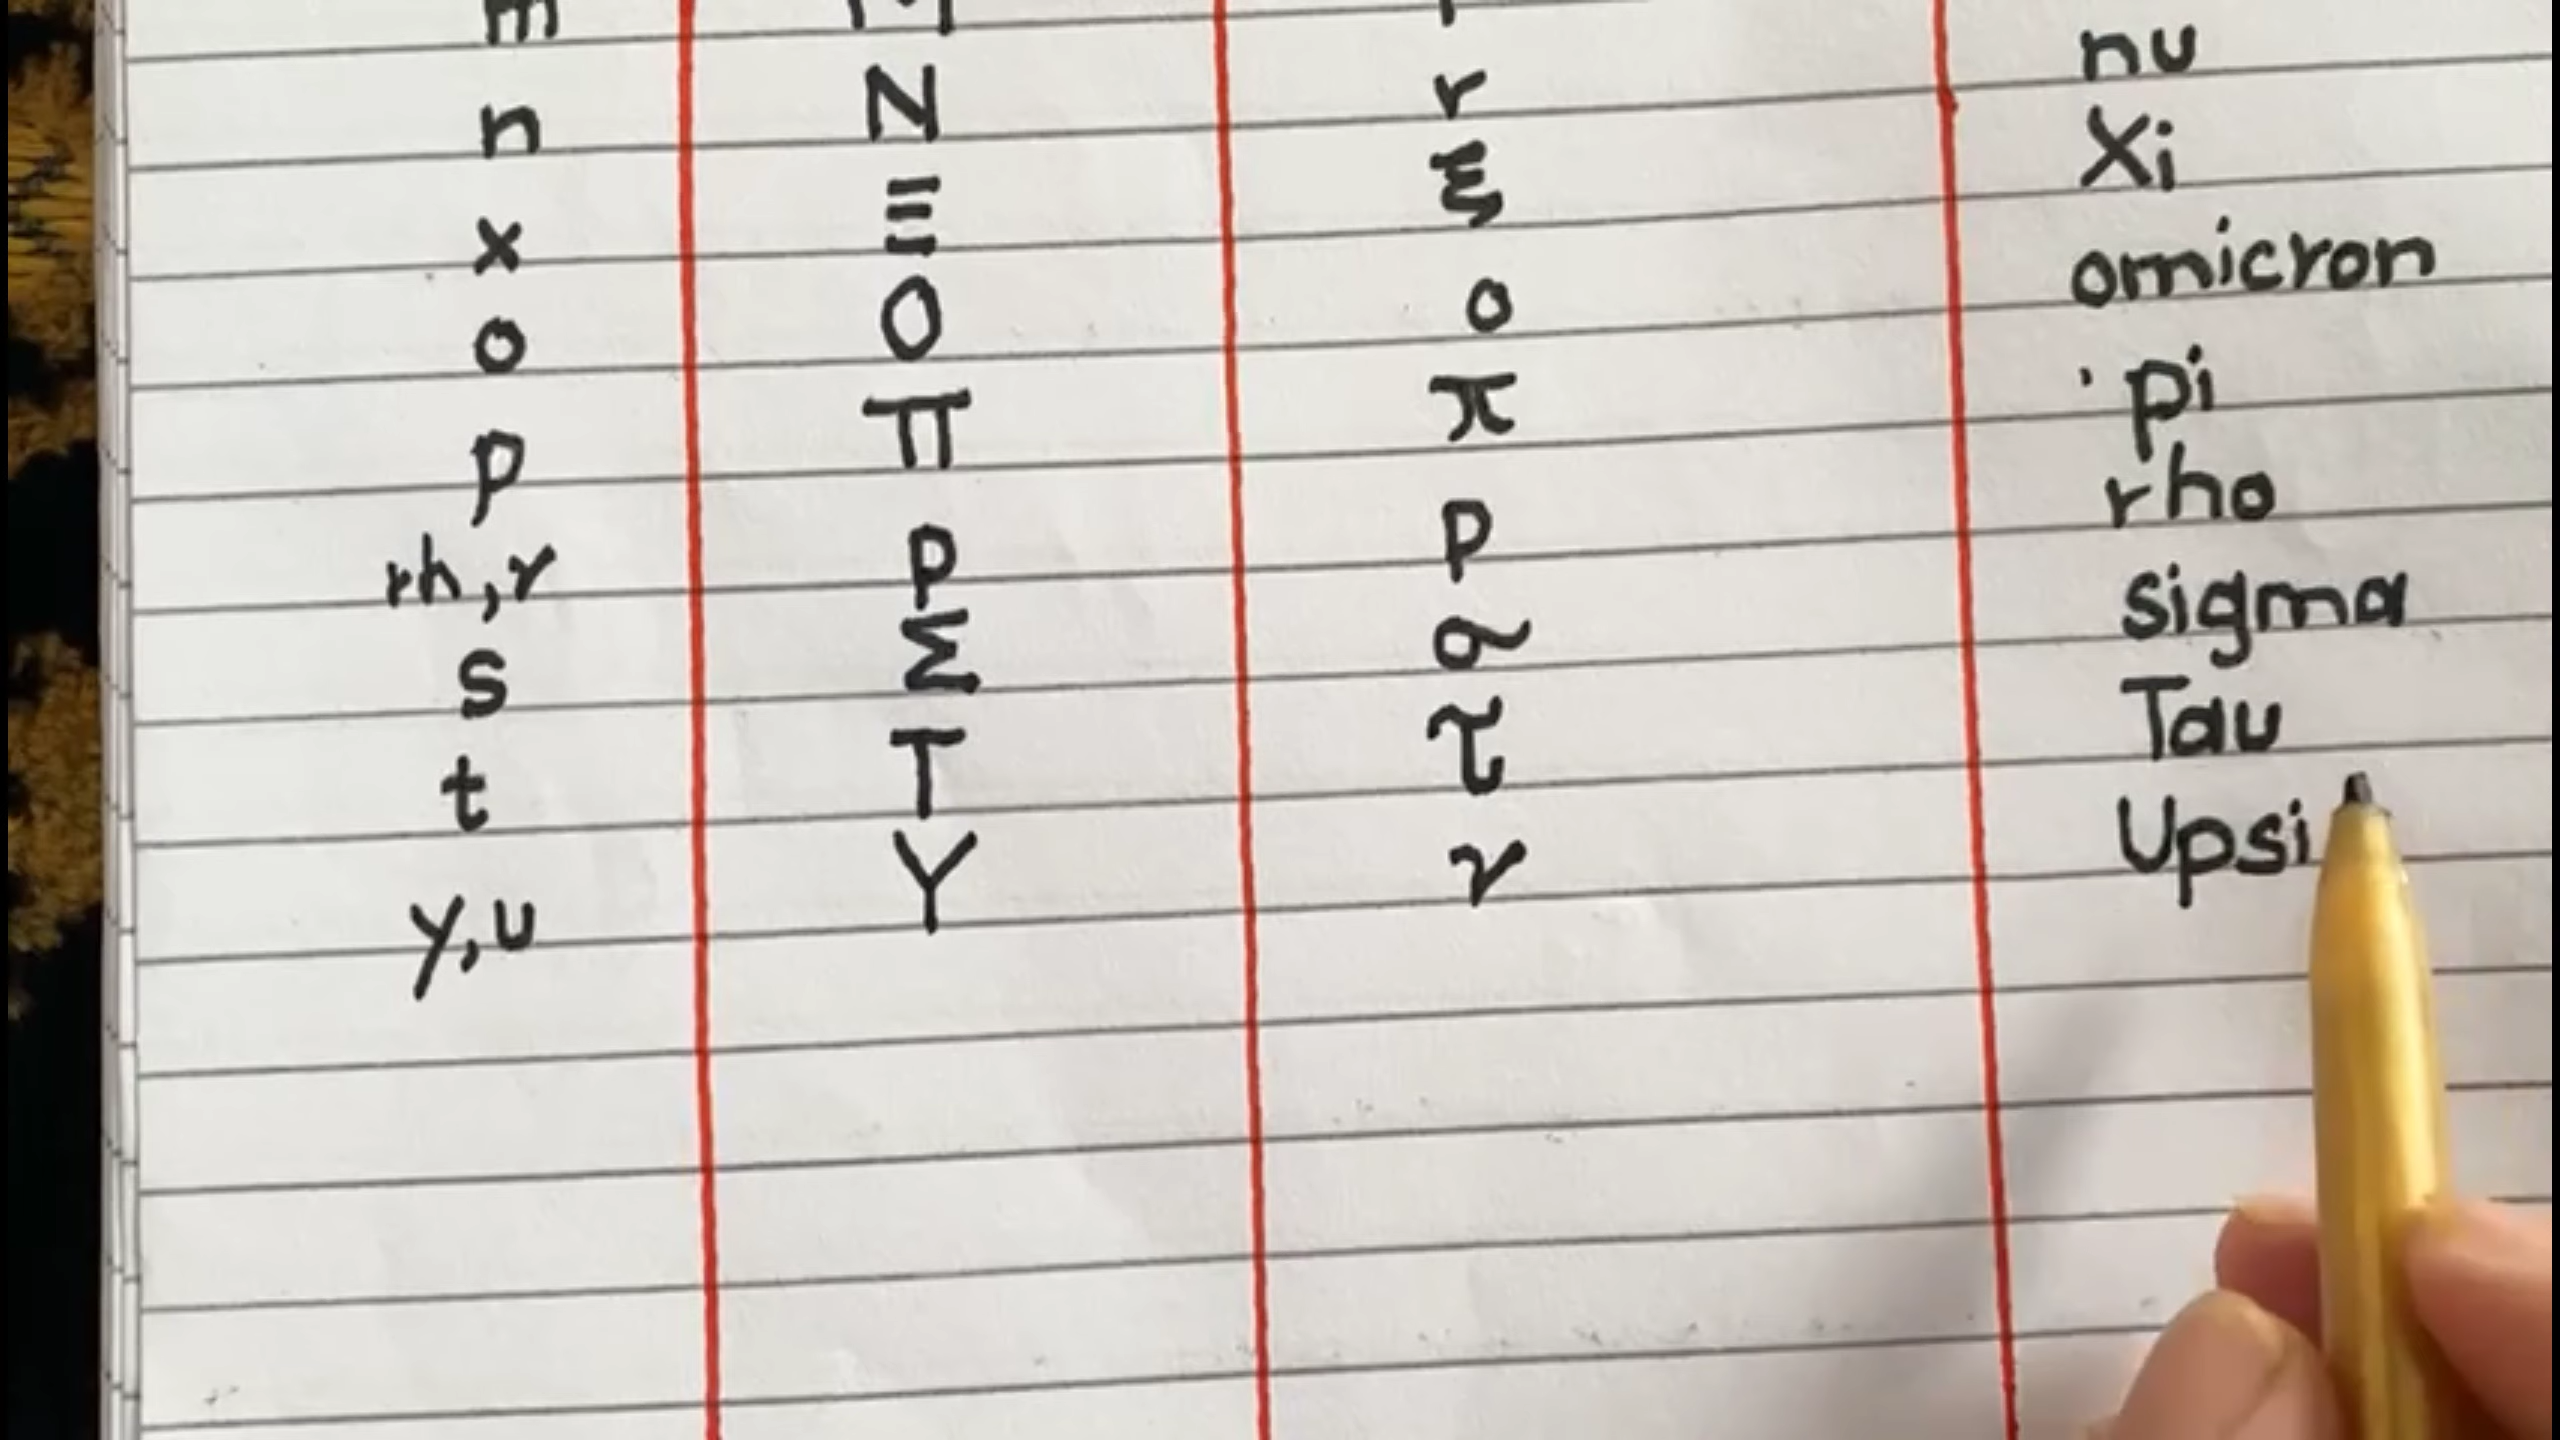 m M
n N r nu
x Ξ ξ Xi
o O o omicron
p Π π pi
rh,r P p rho
s Σ σ sigma
t T τ Tau
y,u Y ν Upsi